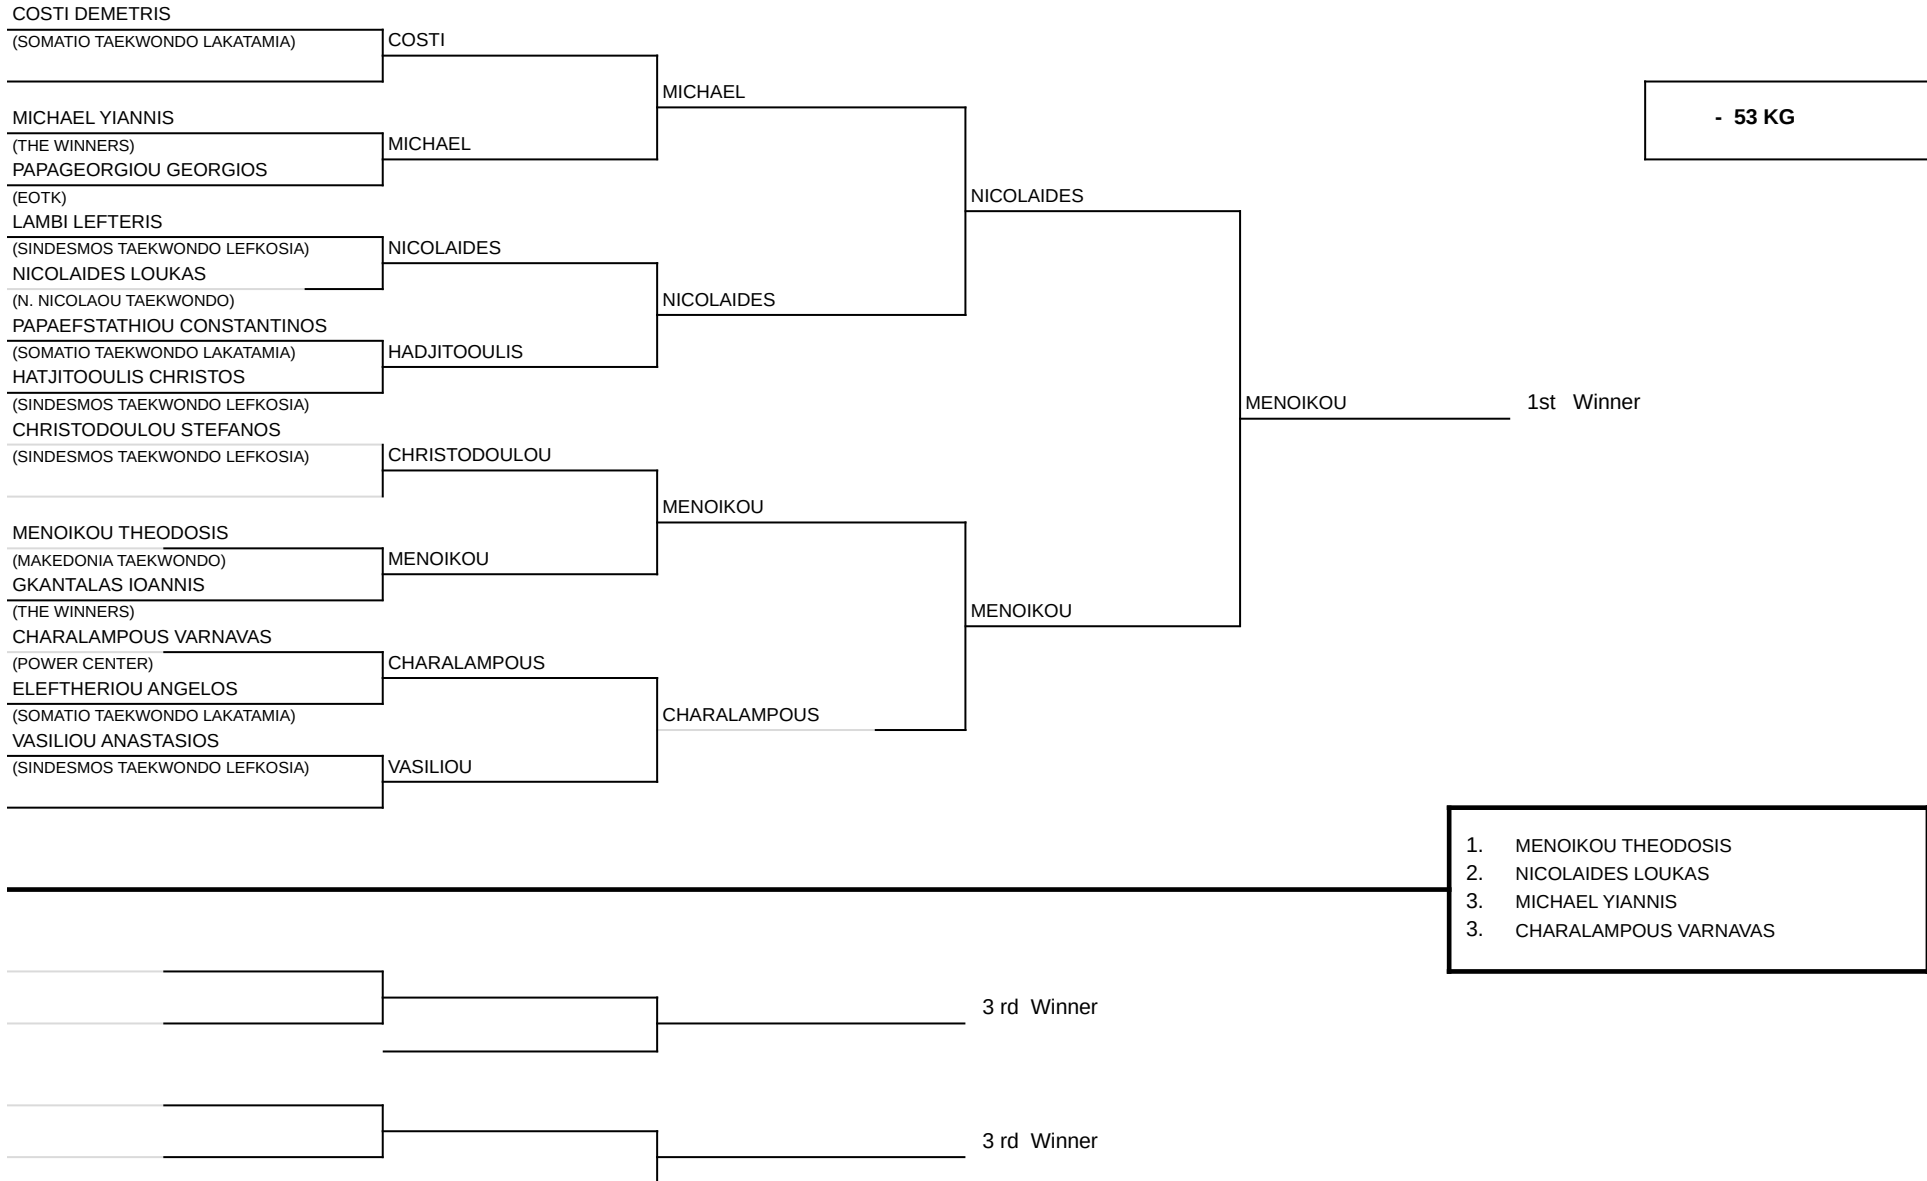 COSTI DEMETRIS
(SOMATIO TAEKWONDO LAKATAMIA)
COSTI
MICHAEL
- 53 KG
MICHAEL YIANNIS
(THE WINNERS)
MICHAEL
PAPAGEORGIOU GEORGIOS
(EOTK)
NICOLAIDES
LAMBI LEFTERIS
(SINDESMOS TAEKWONDO LEFKOSIA)
NICOLAIDES
NICOLAIDES LOUKAS
(N. NICOLAOU TAEKWONDO)
NICOLAIDES
PAPAEFSTATHIOU CONSTANTINOS
(SOMATIO TAEKWONDO LAKATAMIA)
HADJITOOULIS
HATJITOOULIS CHRISTOS
(SINDESMOS TAEKWONDO LEFKOSIA)
MENOIKOU
1st Winner
CHRISTODOULOU STEFANOS
(SINDESMOS TAEKWONDO LEFKOSIA)
CHRISTODOULOU
MENOIKOU
MENOIKOU THEODOSIS
(MAKEDONIA TAEKWONDO)
MENOIKOU
GKANTALAS IOANNIS
(THE WINNERS)
MENOIKOU
CHARALAMPOUS VARNAVAS
(POWER CENTER)
CHARALAMPOUS
ELEFTHERIOU ANGELOS
(SOMATIO TAEKWONDO LAKATAMIA)
CHARALAMPOUS
VASILIOU ANASTASIOS
(SINDESMOS TAEKWONDO LEFKOSIA)
VASILIOU
1. MENOIKOU THEODOSIS
2. NICOLAIDES LOUKAS
3. MICHAEL YIANNIS
3. CHARALAMPOUS VARNAVAS
3 rd Winner
3 rd Winner